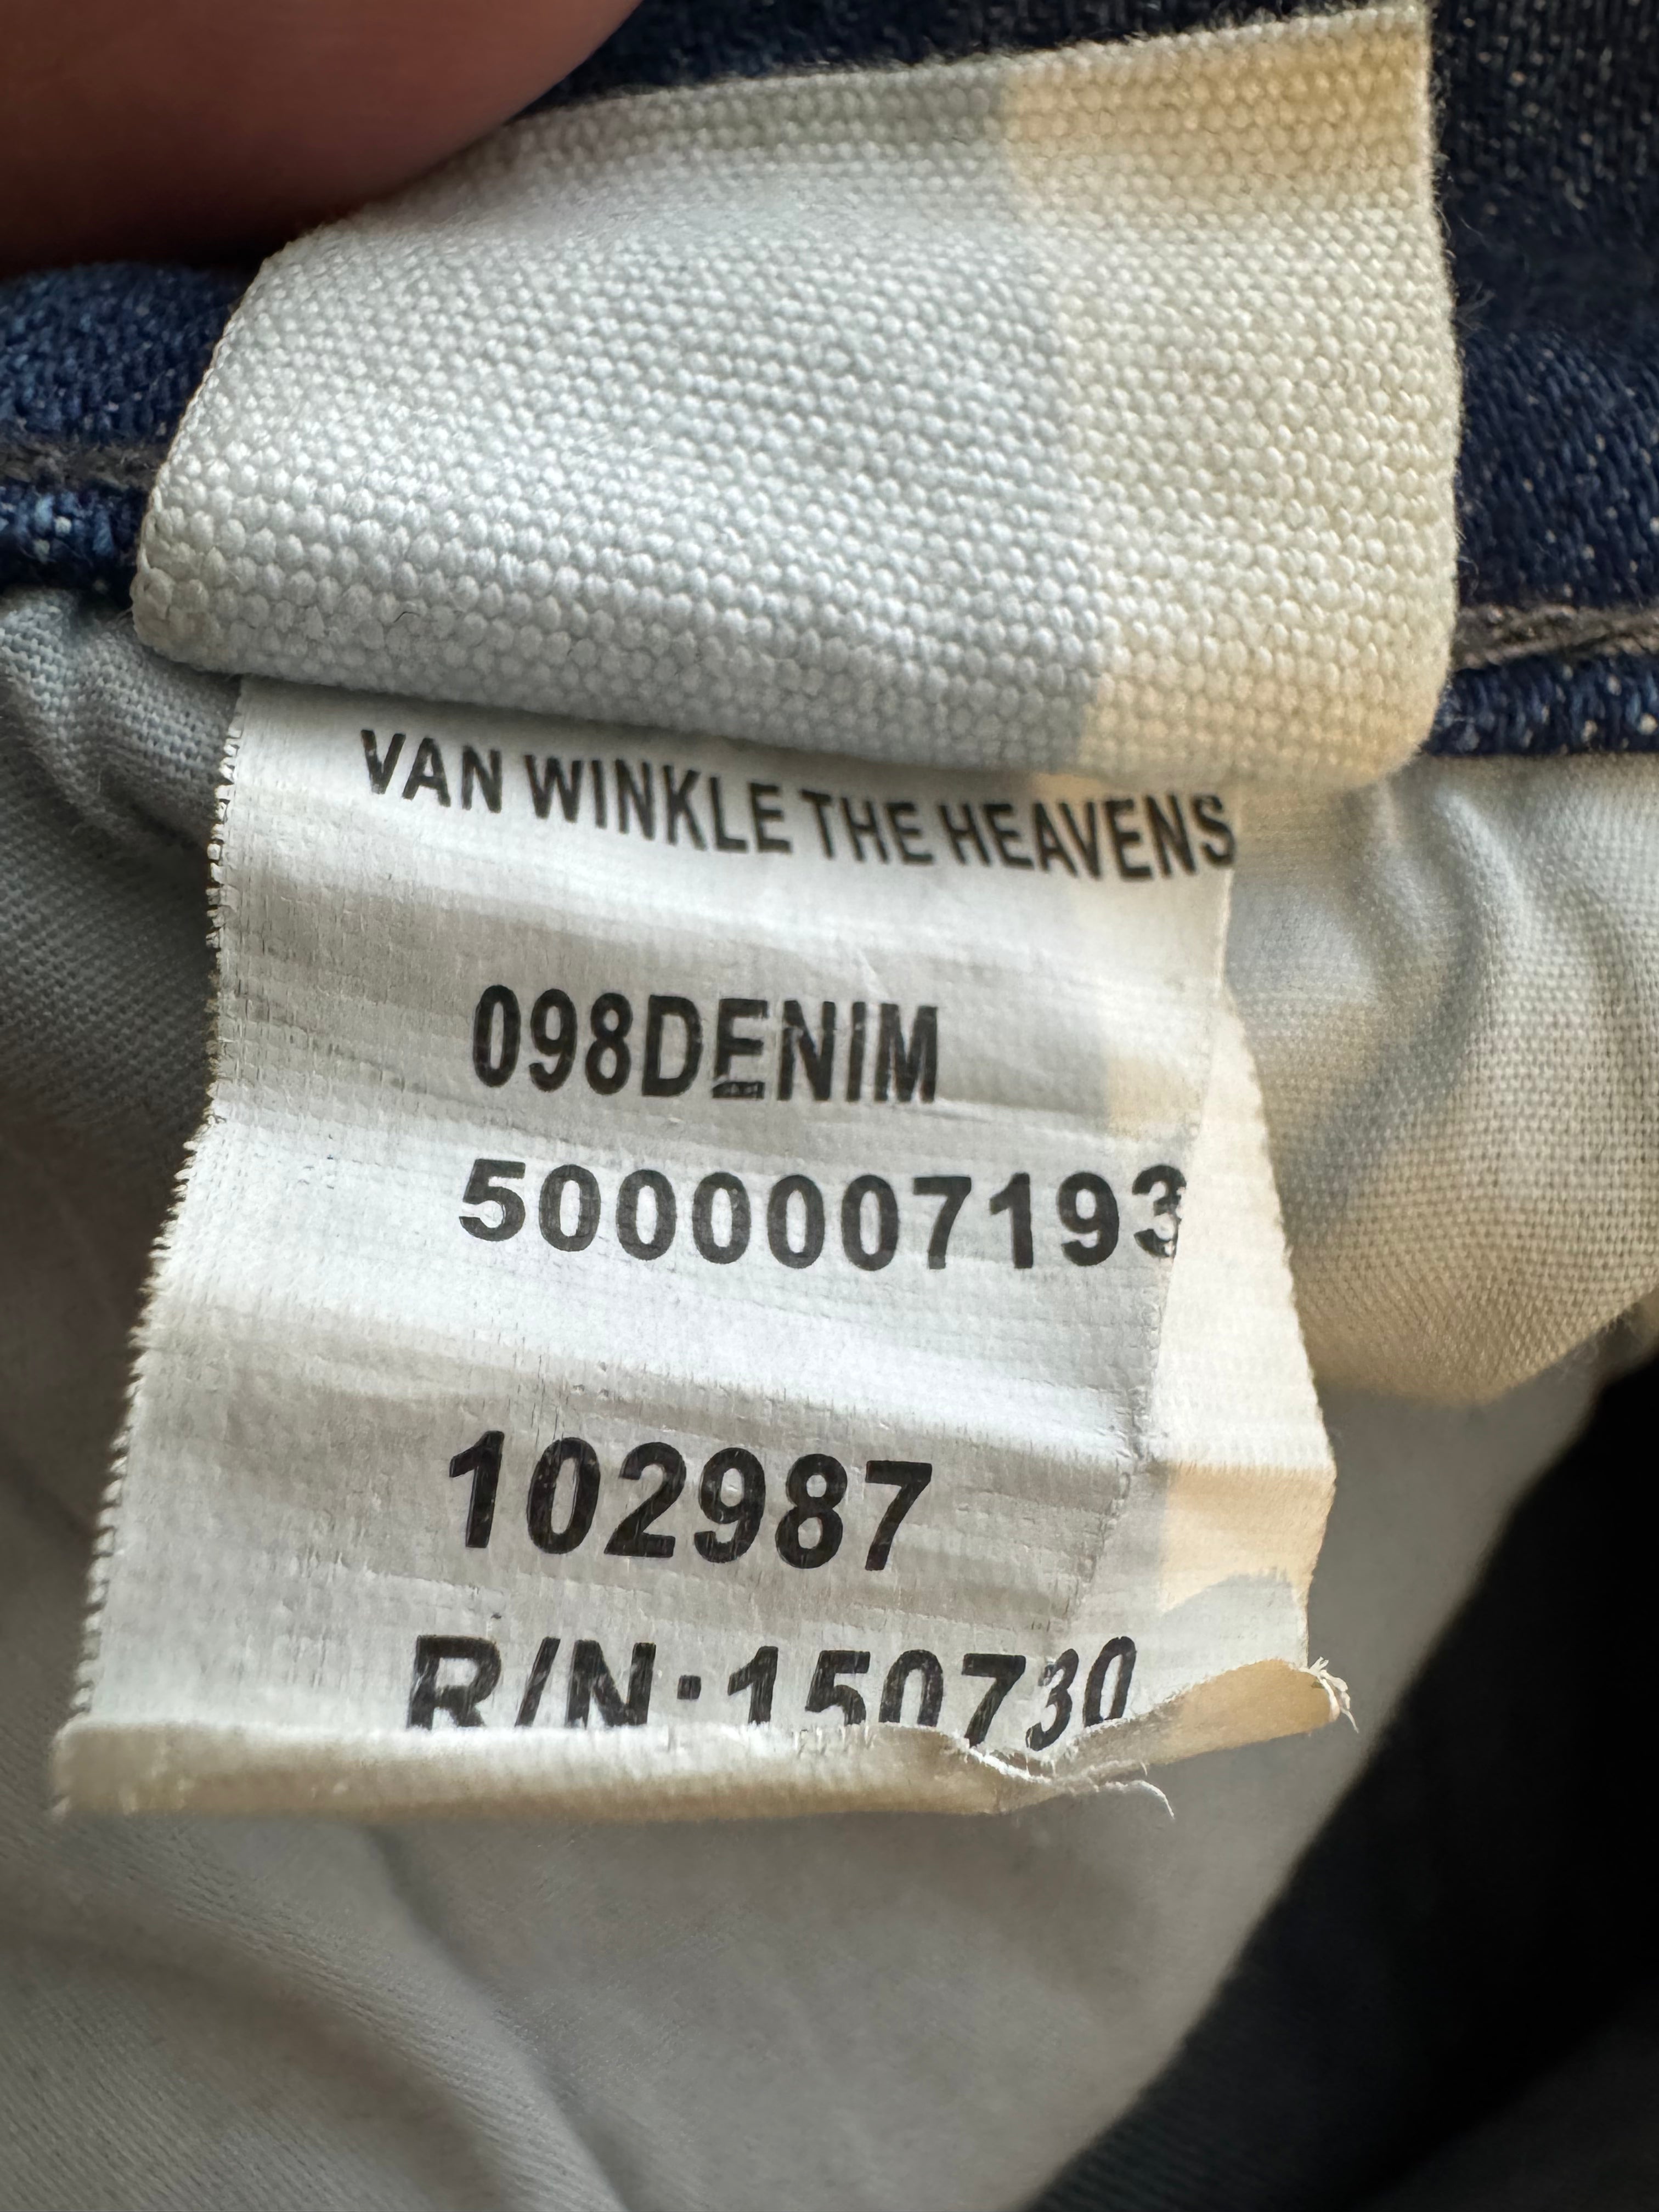 VAN WINKLE THE HEAVENS
098DENIM
5000007193
102987
R/N:150730